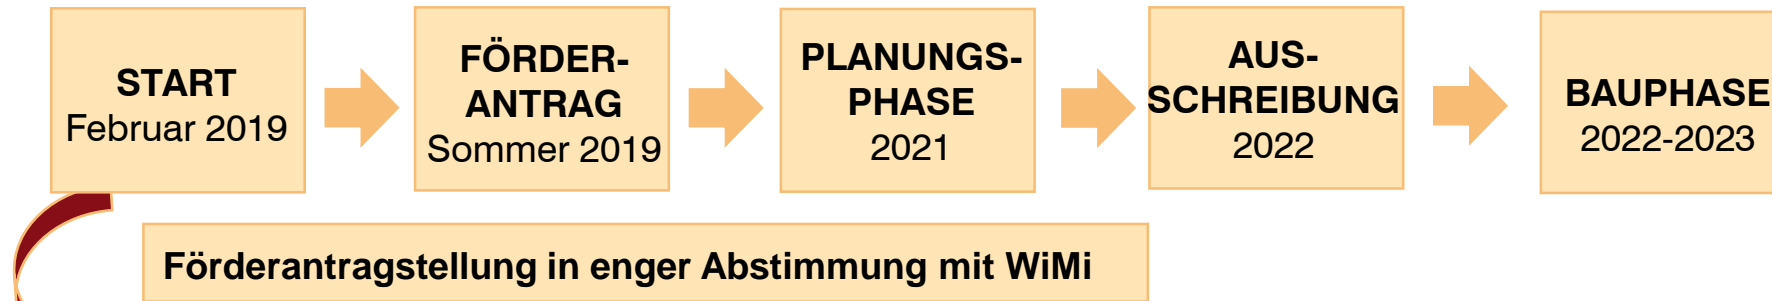 START
Februar 2019
FÖRDER-
ANTRAG
Sommer 2019
PLANUNGS-
PHASE
2021
AUS-
SCHREIBUNG
2022
BAUPHASE
2022-2023
Förderantragstellung in enger Abstimmung mit WiMi